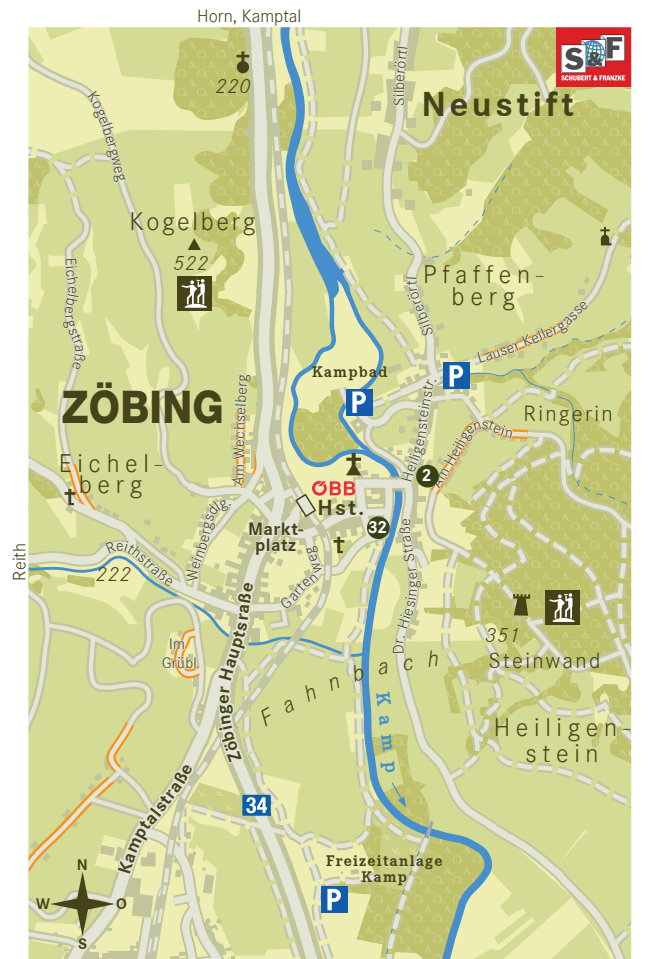 Horn, Kamptal
S&F
SCHUBERT & FRANZKE
220
Silberörtl
Neustift
Kogelbergweg
Kogelberg
522
Eichelbergstraße
Pfaffen-
berg
Silberörtl
Lauser Kellergasse
Kampbad
P
P
ZÖBING
Am Wechselberg
Heiligensteinstr.
Am Heiligenstein
Ringerin
Eichel-
berg
2
ÖBB
Hst.
Markt-
platz
32
Weinbergsdlg.
Reith
Reithstraße
222
Gartenweg
Dr. Hiesinger Straße
351
Steinwand
Im
Grübl
Zöbinger Hauptsraße
Fahnbach
Kamp
Heiligen-
stein
34
Kamptalstraße
Freizeitanlage
Kamp
P
N
W
O
S